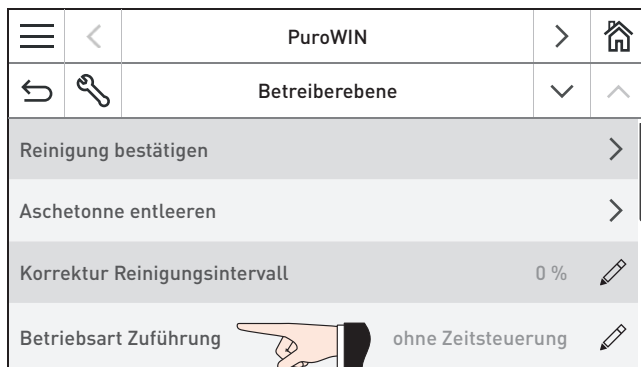 PuroWIN
Betreiberebene
Reinigung bestätigen
Aschetonne entleeren
Korrektur Reinigungsintervall 0 %
Betriebsart Zuführung ohne Zeitsteuerung